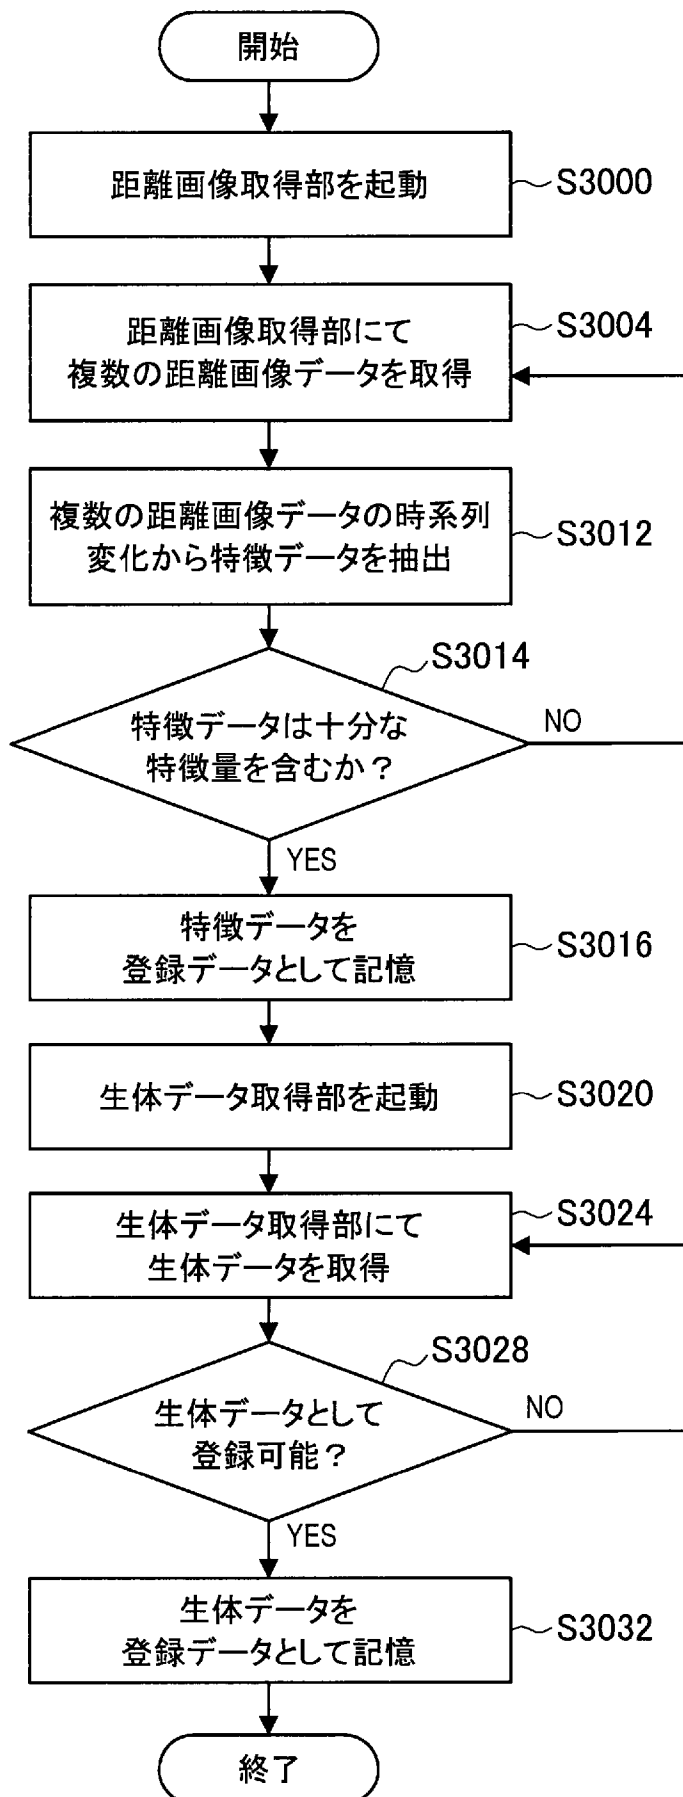 開始
距離画像取得部を起動
S3000
距離画像取得部にて
複数の距離画像データを取得
S3004
複数の距離画像データの時系列
変化から特徴データを抽出
S3012
S3014
特徴データは十分な
特徴量を含むか？
NO
YES
特徴データを
登録データとして記憶
S3016
生体データ取得部を起動
S3020
生体データ取得部にて
生体データを取得
S3024
S3028
生体データとして
登録可能？
NO
YES
生体データを
登録データとして記憶
S3032
終了